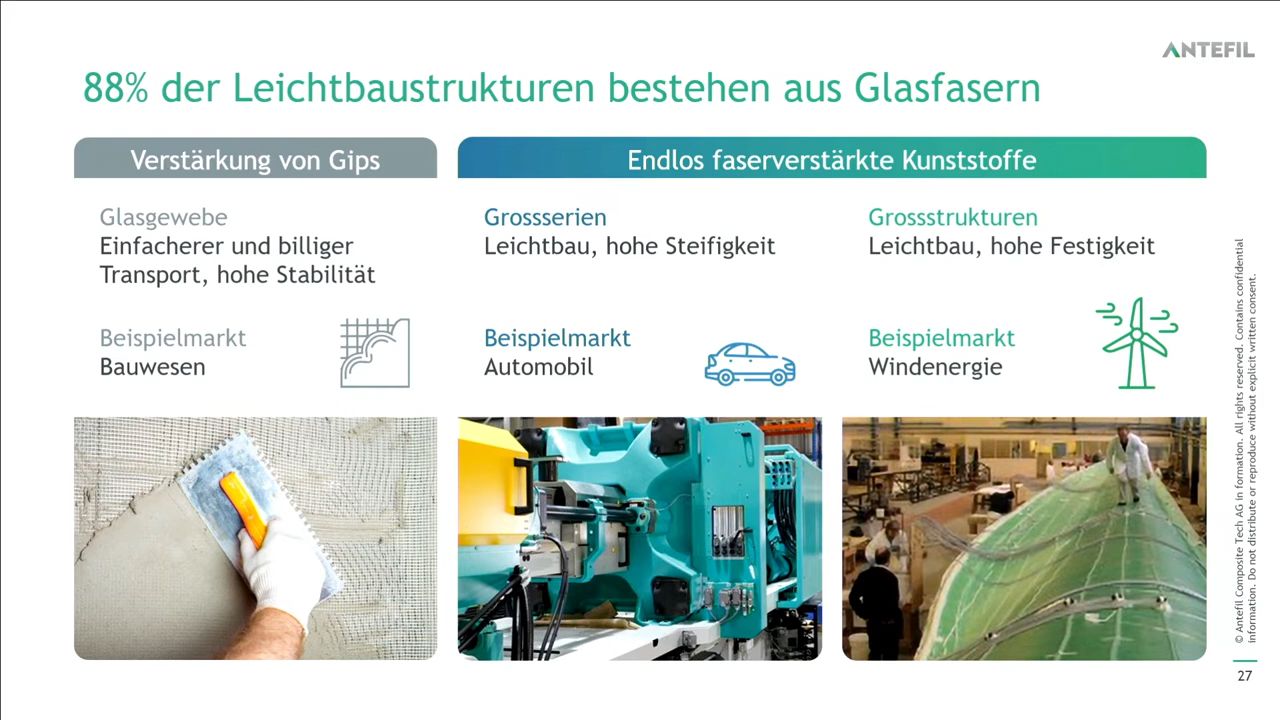 ANTEFIL
88% der Leichtbaustrukturen bestehen aus Glasfasern
Verstärkung von Gips
Glasgewebe
Einfacherer und billiger
Transport, hohe Stabilität
Beispielmarkt
Bauwesen
Endlos faserverstärkte Kunststoffe
Grossserien
Leichtbau, hohe Steifigkeit
Beispielmarkt
Automobil
Grossstrukturen
Leichtbau, hohe Festigkeit
Beispielmarkt
Windenergie
© Antefil Composite Tech AG in formation. All rights reserved. Contains confidential
information. Do not distribute or reproduce without explicit written consent.
27